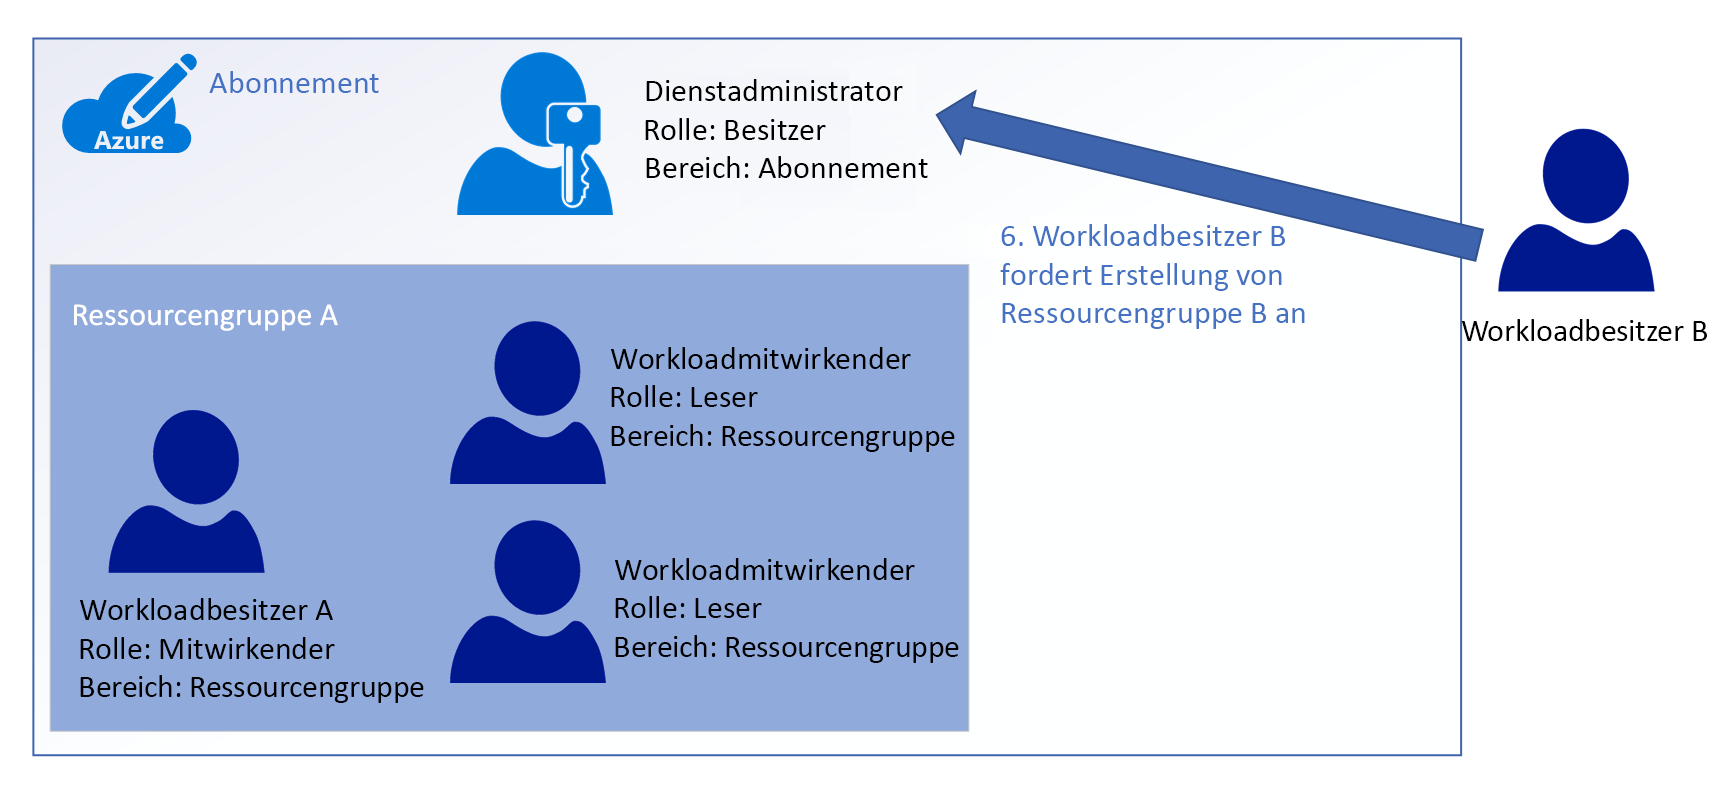 Azure
Abonnement
Dienstadministrator
Rolle: Besitzer
Bereich: Abonnement
6. Workloadbesitzer B
fordert Erstellung von
Ressourcengruppe B an
Workloadbesitzer B
Ressourcengruppe A
Workloadmitwirkender
Rolle: Leser
Bereich: Ressourcengruppe
Workloadmitwirkender
Rolle: Leser
Bereich: Ressourcengruppe
Workloadbesitzer A
Rolle: Mitwirkender
Bereich: Ressourcengruppe